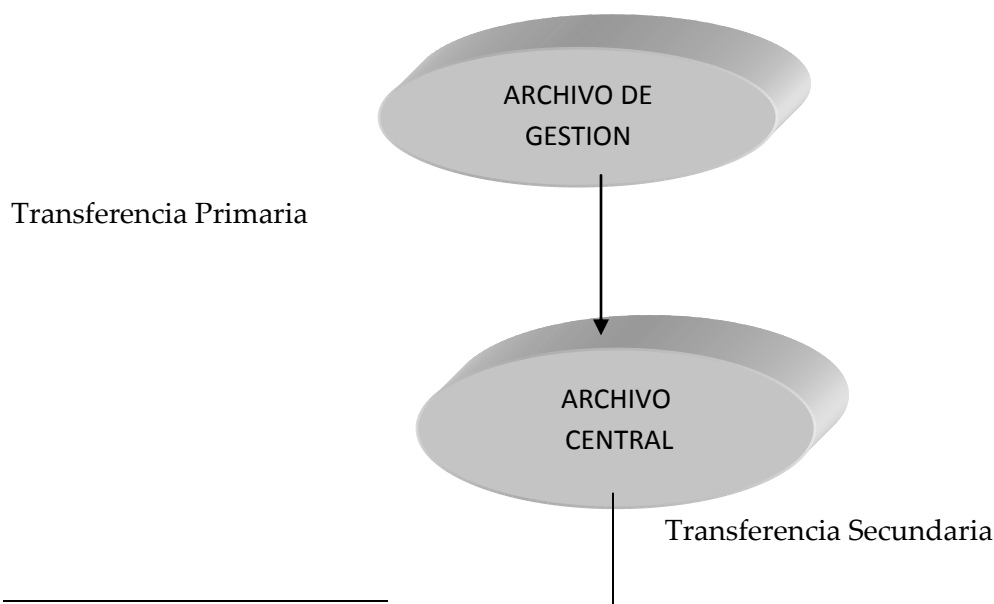 ARCHIVO DE
GESTION
Transferencia Primaria
ARCHIVO
CENTRAL
Transferencia Secundaria